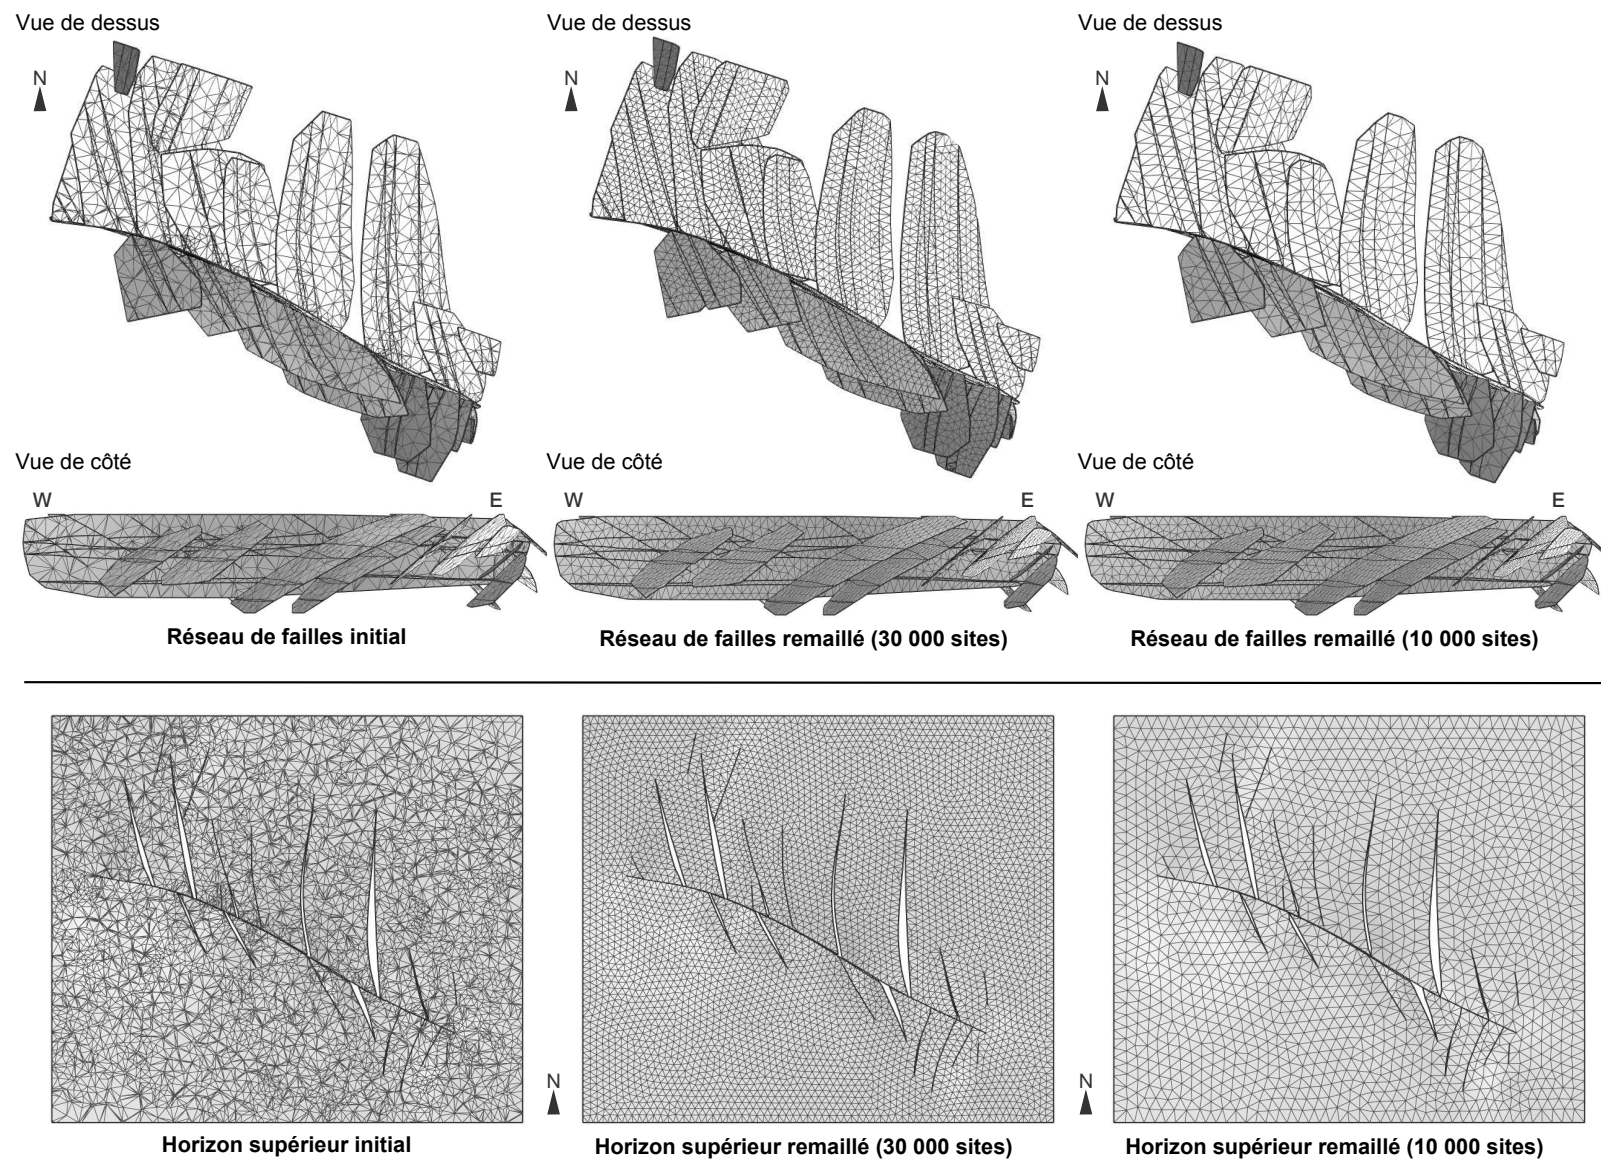 Vue de dessus
Vue de dessus
Vue de dessus
N
N
N
Vue de côté
Vue de côté
Vue de côté
W
E
W
E
W
E
Réseau de failles initial
Réseau de failles remaillé (30 000 sites)
Réseau de failles remaillé (10 000 sites)
N
N
Horizon supérieur initial
Horizon supérieur remaillé (30 000 sites)
Horizon supérieur remaillé (10 000 sites)